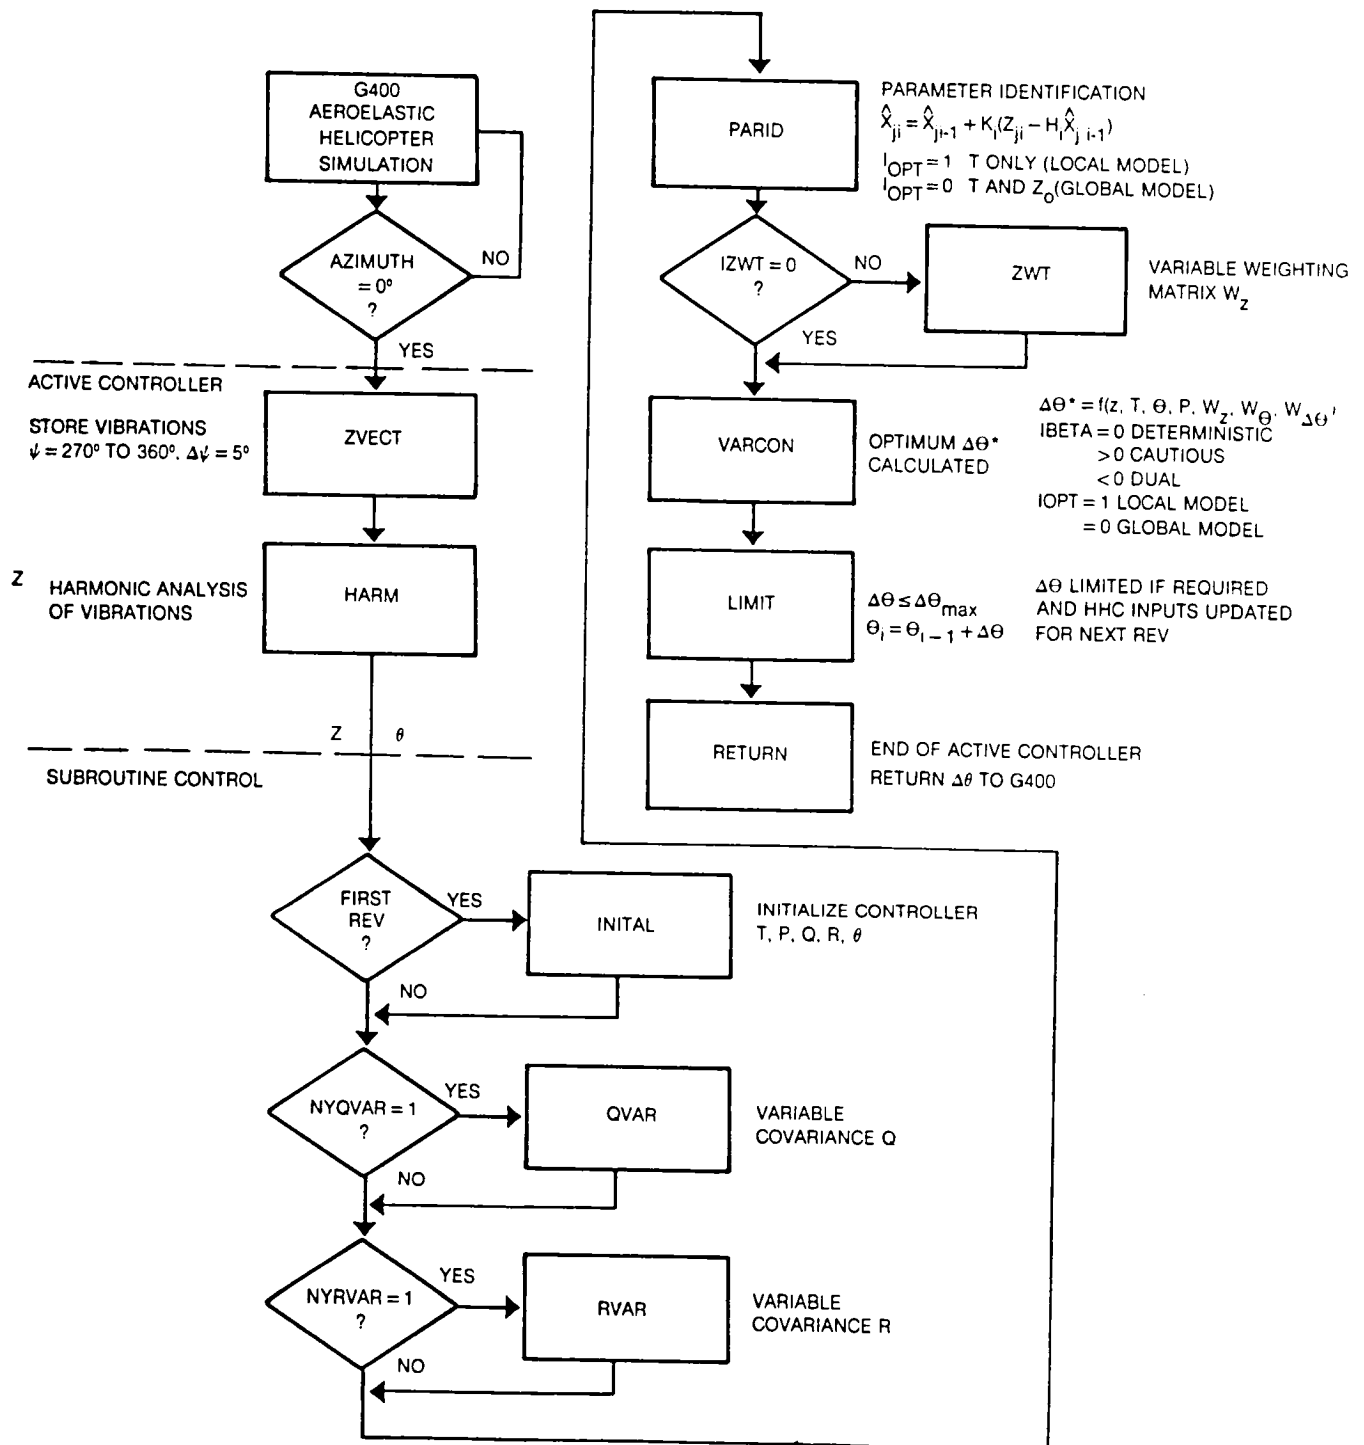 G400
AEROELASTIC
HELICOPTER
SIMULATION
AZIMUTH
= 0°
?
NO
YES
ACTIVE CONTROLLER
STORE VIBRATIONS
ψ = 270° TO 360°. Δψ = 5°
ZVECT
Z
HARMONIC ANALYSIS
OF VIBRATIONS
HARM
Z θ
SUBROUTINE CONTROL
FIRST
REV
?
YES
NO
INITAL
INITIALIZE CONTROLLER
T, P, Q, R, θ
NYQVAR = 1
?
YES
NO
QVAR
VARIABLE
COVARIANCE Q
NYRVAR = 1
?
YES
NO
RVAR
VARIABLE
COVARIANCE R
PARID
PARAMETER IDENTIFICATION
X̂ji = X̂ji-1 + Ki(Zji – HiX̂j i-1)
IOPT = 1 T ONLY (LOCAL MODEL)
IOPT = 0 T AND Zo (GLOBAL MODEL)
IZWT = 0
?
NO
YES
ZWT
VARIABLE WEIGHTING
MATRIX WZ
VARCON
OPTIMUM ΔΘ*
CALCULATED
ΔΘ* = f(z, T, Θ, P, WZ, WΘ, WΔΘ)
IBETA = 0 DETERMINISTIC
> 0 CAUTIOUS
< 0 DUAL
IOPT = 1 LOCAL MODEL
= 0 GLOBAL MODEL
LIMIT
ΔΘ ≤ ΔΘmax
Θi = Θi – 1 + ΔΘ
ΔΘ LIMITED IF REQUIRED
AND HHC INPUTS UPDATED
FOR NEXT REV
RETURN
END OF ACTIVE CONTROLLER
RETURN Δθ TO G400